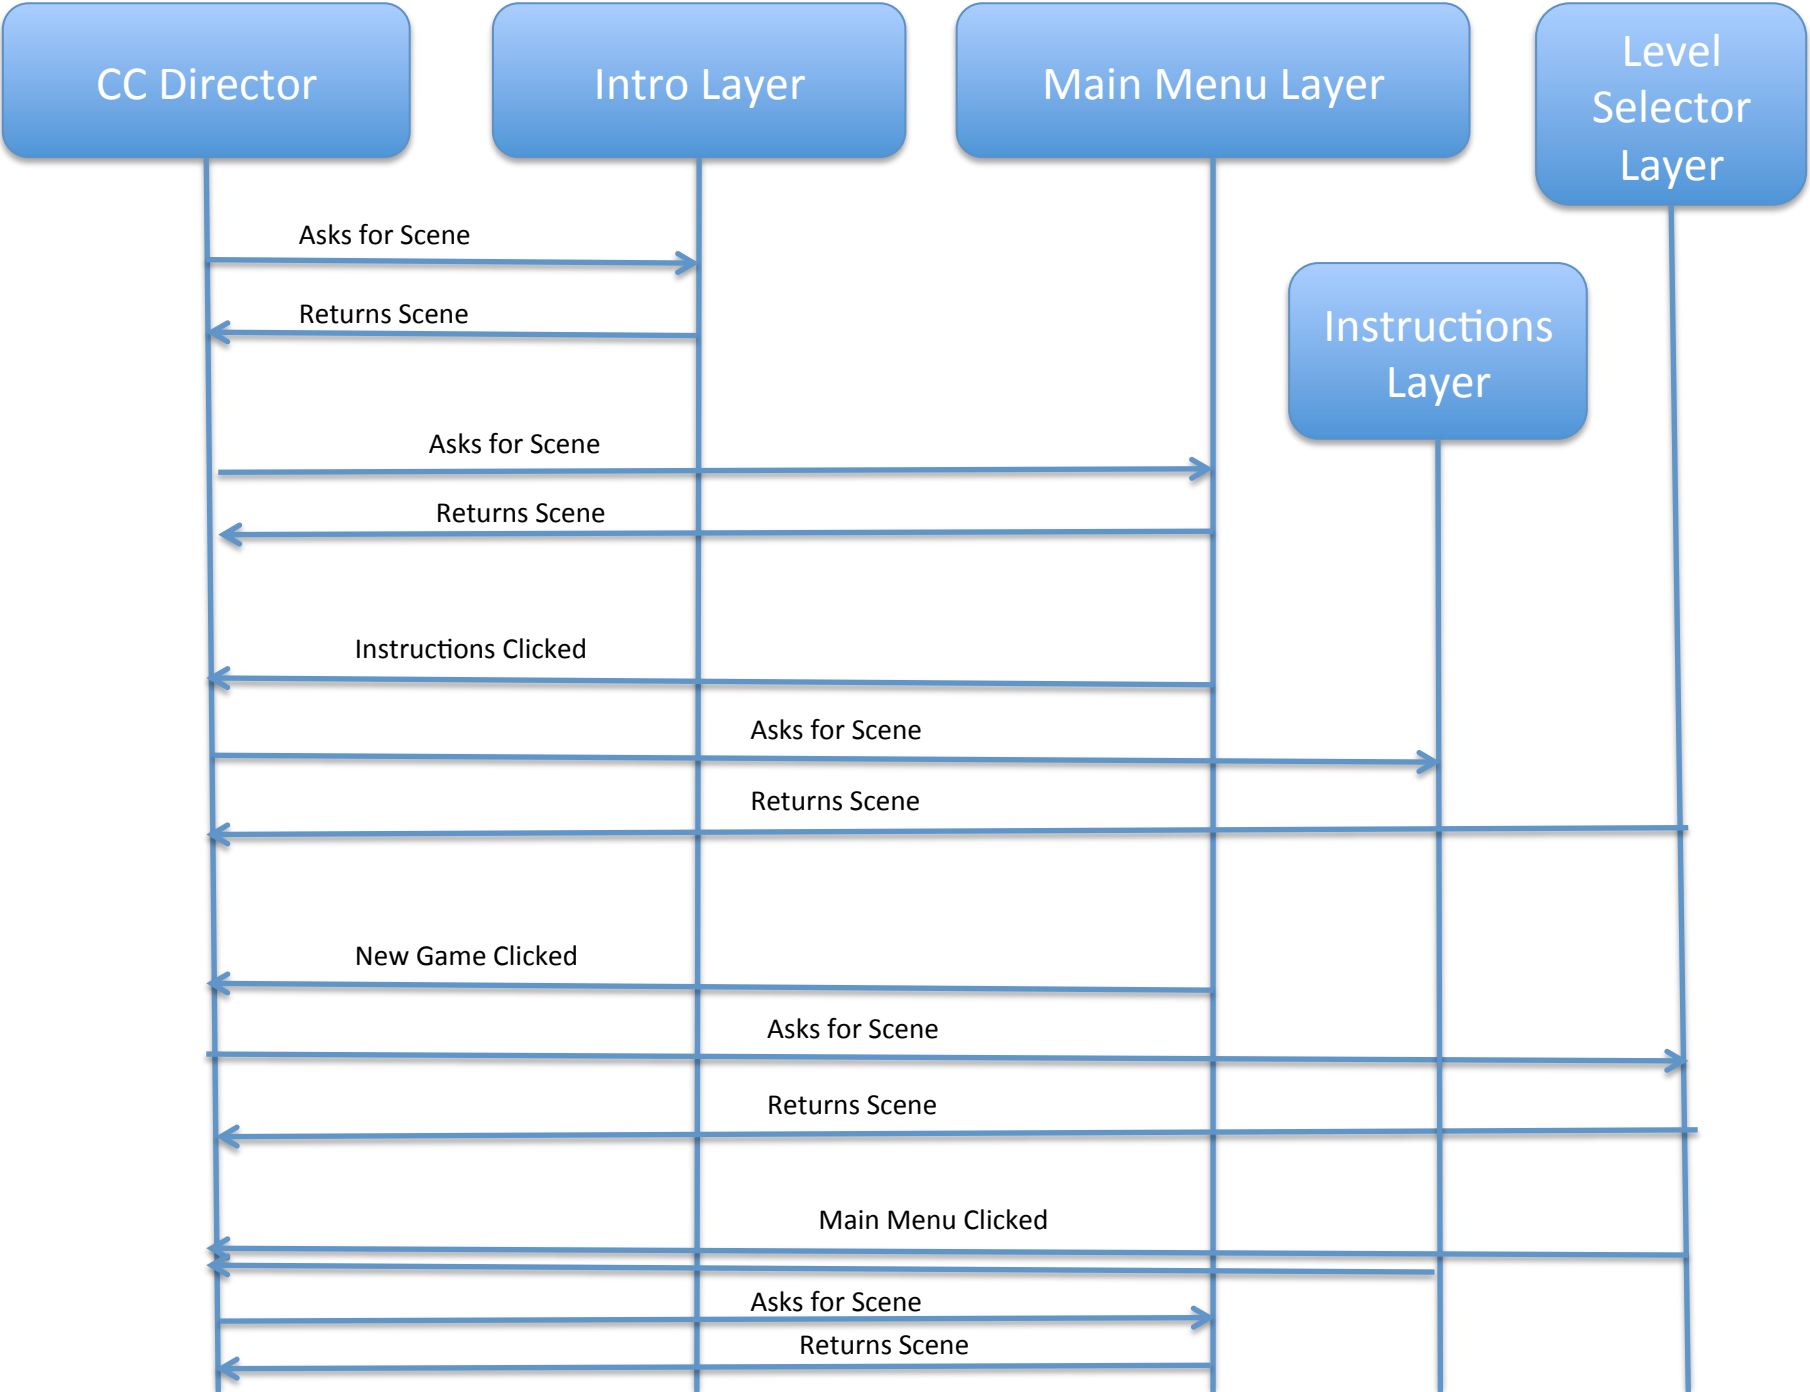 CC Director
Intro Layer
Main Menu Layer
Level
Selector
Layer
Asks for Scene
Returns Scene
Instructions
Layer
Asks for Scene
Returns Scene
Instructions Clicked
Asks for Scene
Returns Scene
New Game Clicked
Asks for Scene
Returns Scene
Main Menu Clicked
Asks for Scene
Returns Scene